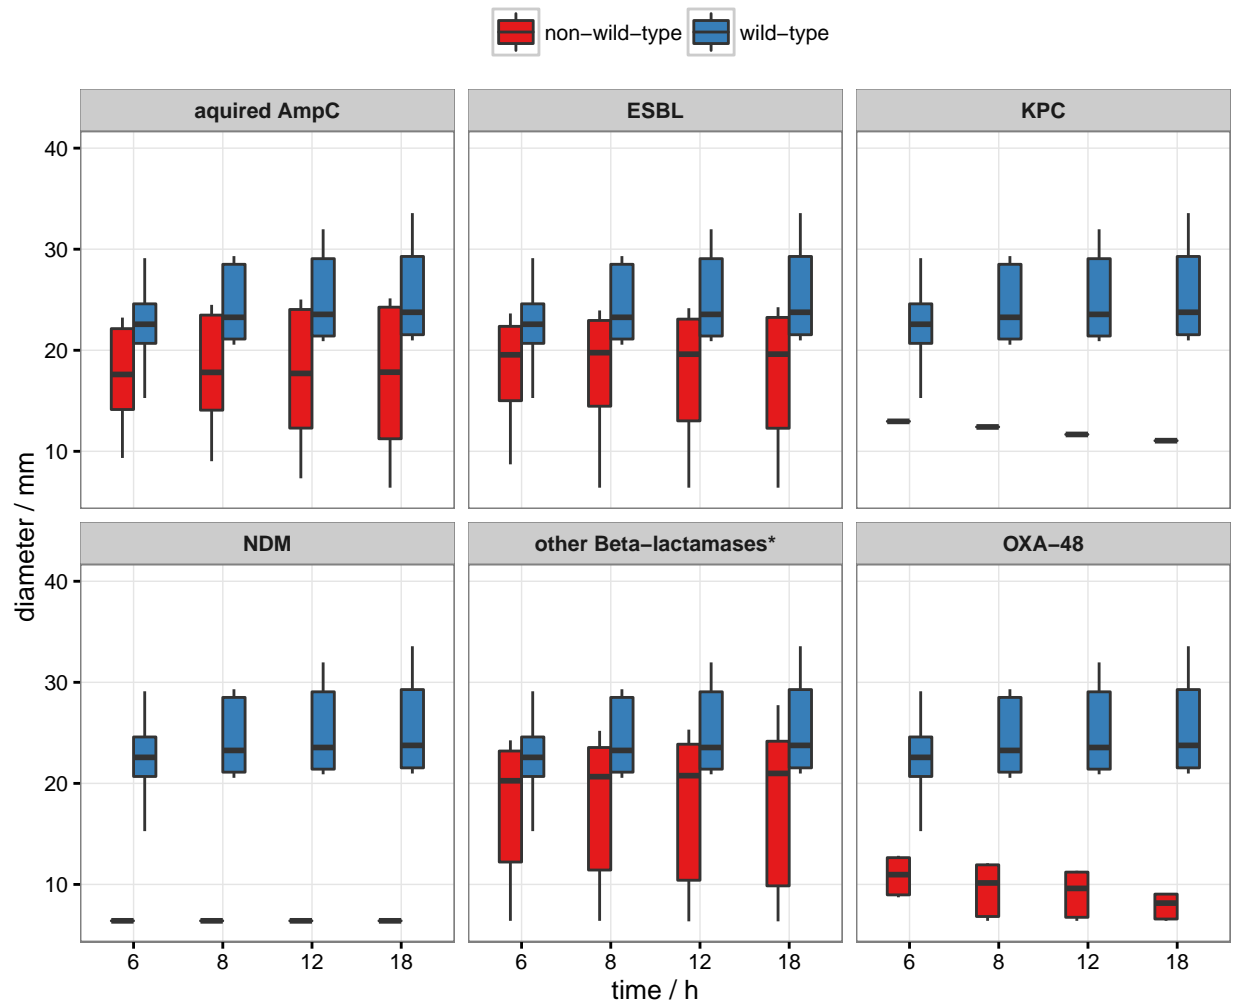 non−wild−type wild−type
aquired AmpC ESBL KPC
40
30
20
10
NDM other Beta−lactamases* OXA−48
40
30
20
10
diameter / mm
6 8 12 18 6 8 12 18 6 8 12 18
time / h